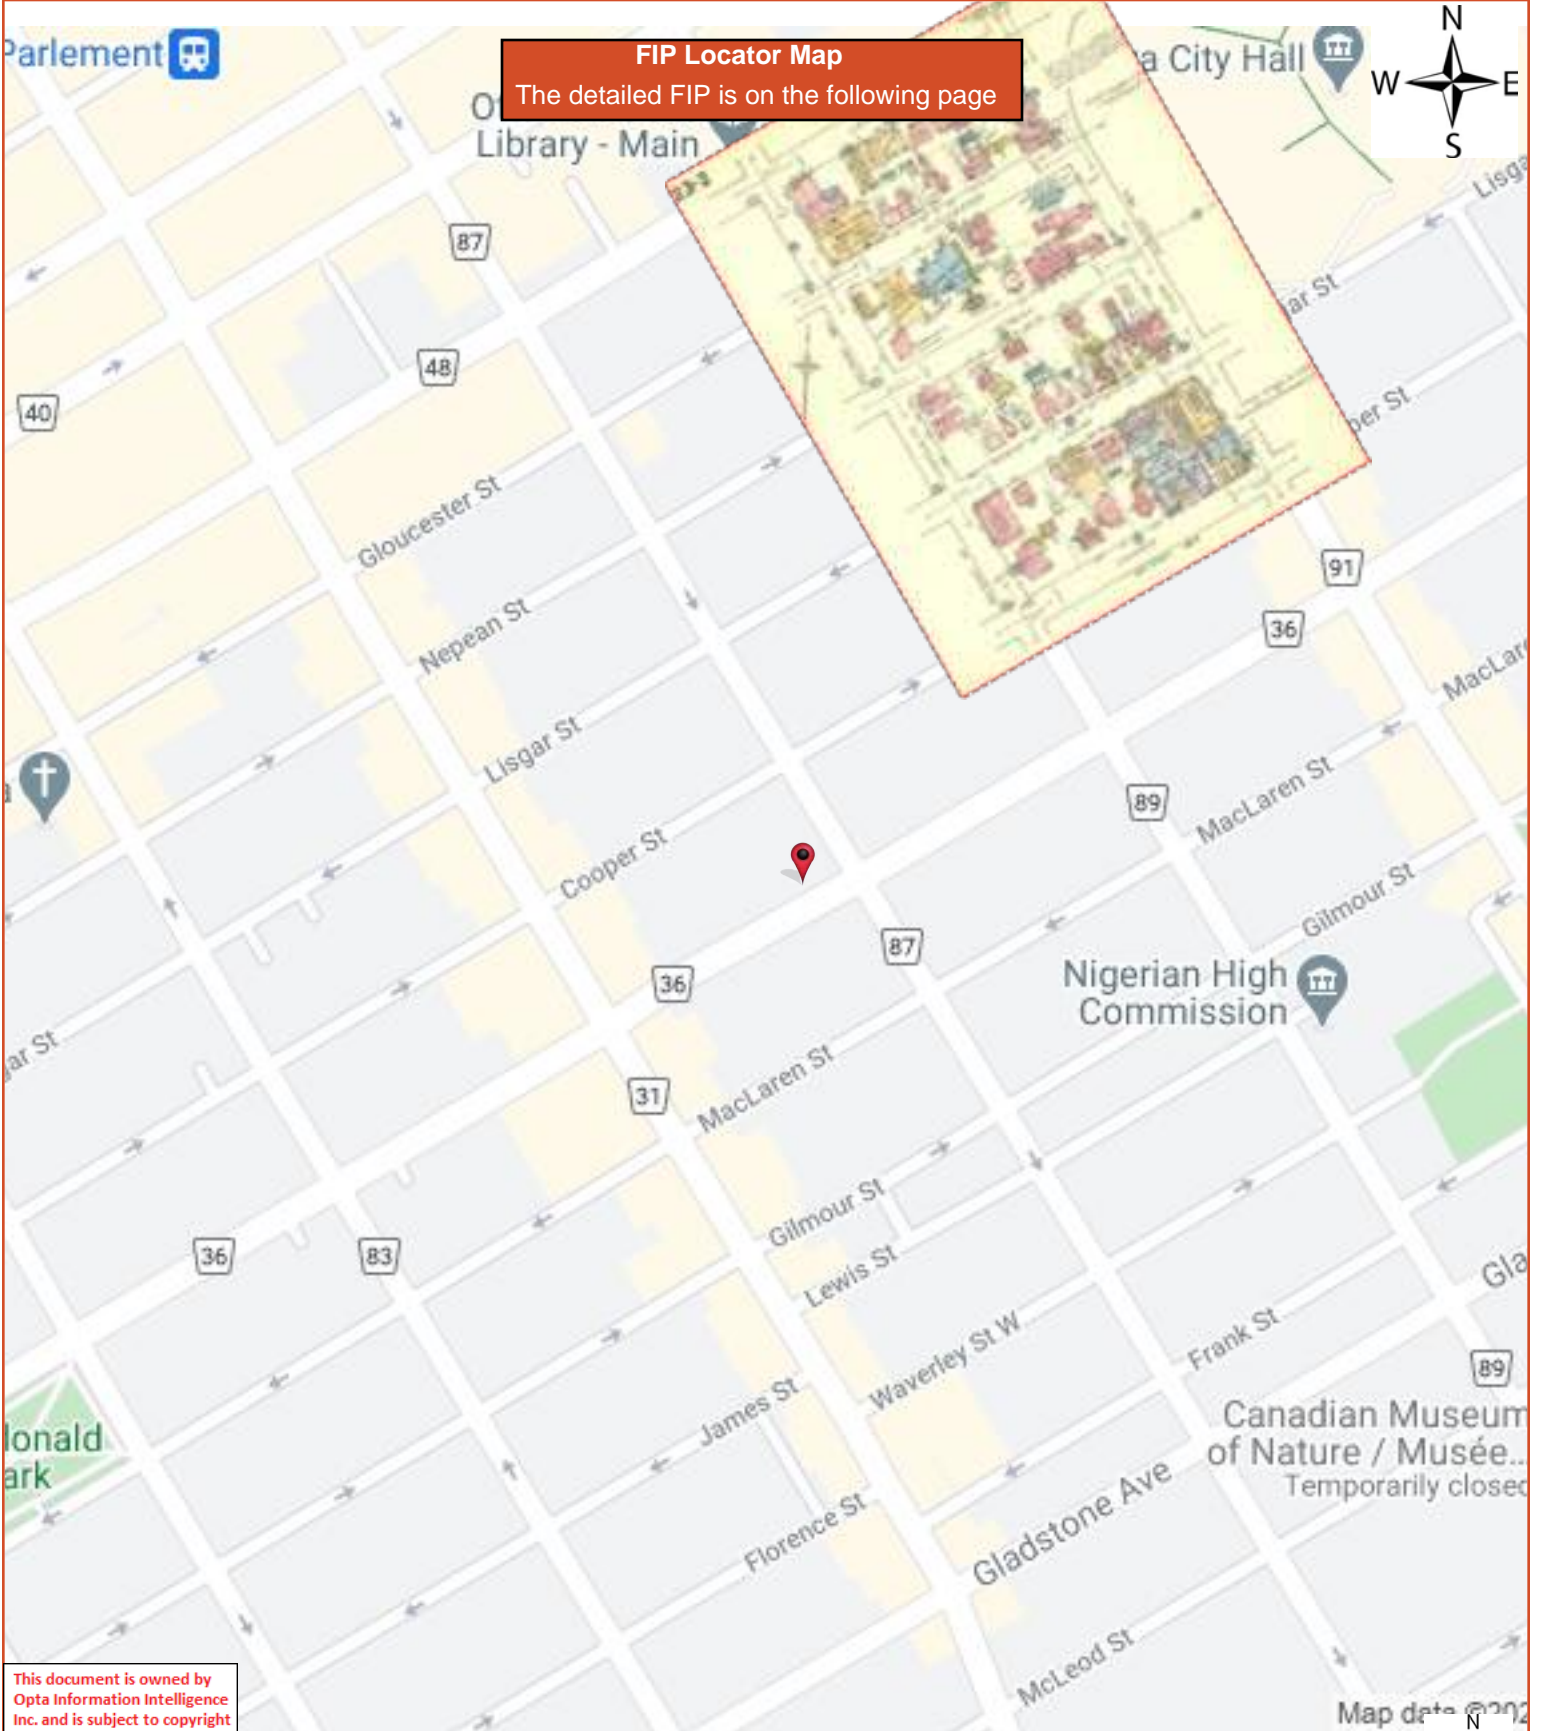 N
W E
S
Parlement
FIP Locator Map
The detailed FIP is on the following page
a City Hall
Library - Main
87
48
40
Gloucester St
Nepean St
Lisgar St
Cooper St
91
36
89
MacLaren St
Gilmour St
87
36
Nigerian High
Commission
31
MacLaren St
Gilmour St
Lewis St
36
83
Waverley St W
Frank St
89
James St
Canadian Museum
of Nature / Musée...
Temporarily closed
Florence St
Gladstone Ave
McLeod St
This document is owned by
Opta Information Intelligence
Inc. and is subject to copyright
N